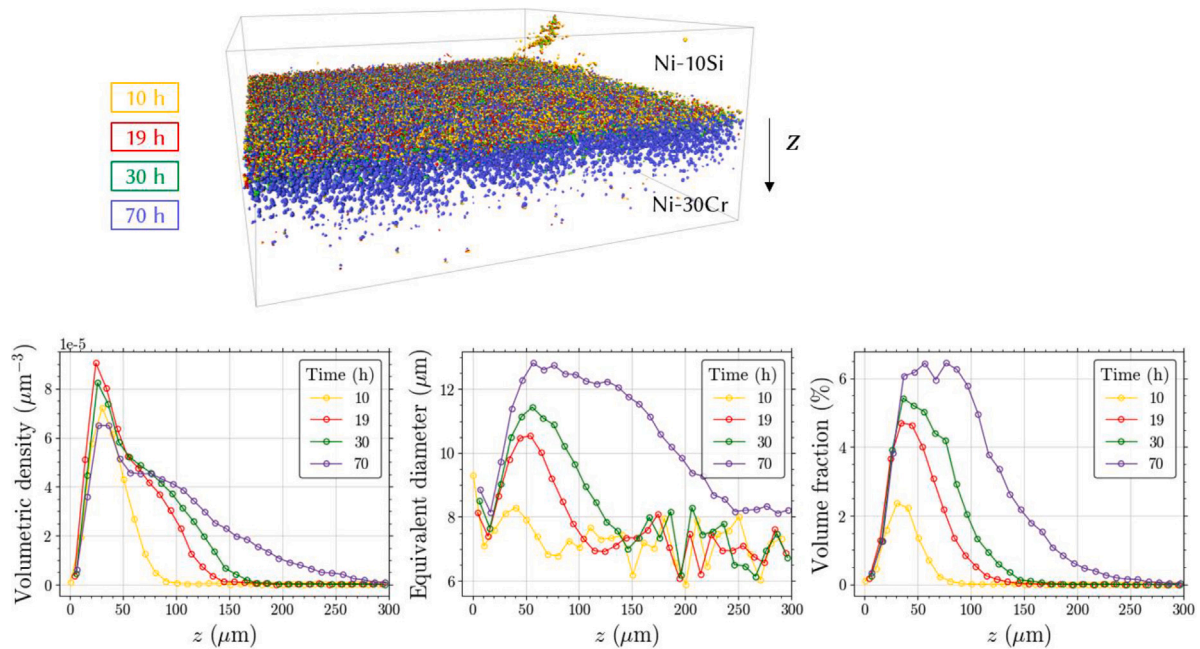 Ni-10Si
10 h
19 h
30 h
70 h
z
Ni-30Cr
1e-5
Volumetric density (μm⁻³)
8
6
4
2
0
0 50 100 150 200 250 300
z (μm)
Time (h)
10
19
30
70
Equivalent diameter (μm)
12
10
8
6
0 50 100 150 200 250 300
z (μm)
Time (h)
10
19
30
70
Volume fraction (%)
6
4
2
0
0 50 100 150 200 250 300
z (μm)
Time (h)
10
19
30
70